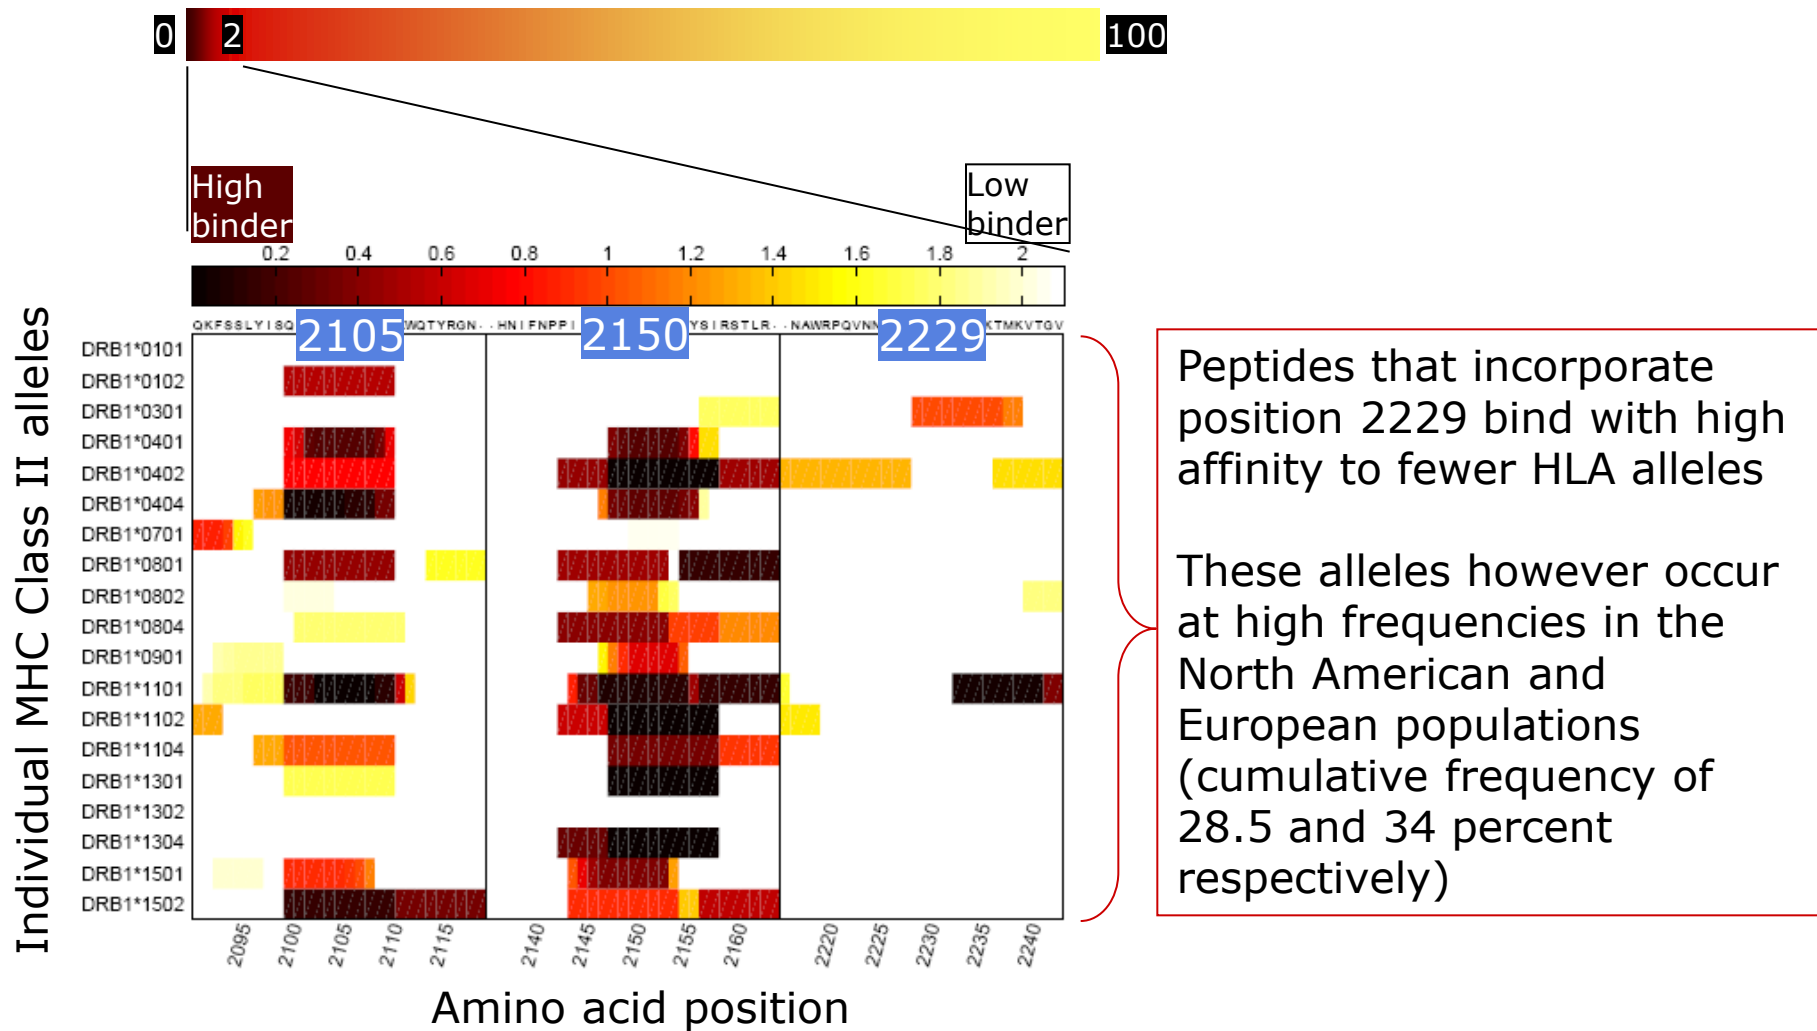 0
2
100
High
binder
Low
binder
0.2 0.4 0.6 0.8 1 1.2 1.4 1.6 1.8 2
QKFSSLYISQ WQTYRGN- -HNIFNPPI YSIRSTLR- -NAWRPQVNN KTMKVTGV
2105 2150 2229
Individual MHC Class II alleles
DRB1*0101
DRB1*0102
DRB1*0301
DRB1*0401
DRB1*0402
DRB1*0404
DRB1*0701
DRB1*0801
DRB1*0802
DRB1*0804
DRB1*0901
DRB1*1101
DRB1*1102
DRB1*1104
DRB1*1301
DRB1*1302
DRB1*1304
DRB1*1501
DRB1*1502
2095 2100 2105 2110 2115 2140 2145 2150 2155 2160 2220 2225 2230 2235 2240
Amino acid position
Peptides that incorporate
position 2229 bind with high
affinity to fewer HLA alleles
These alleles however occur
at high frequencies in the
North American and
European populations
(cumulative frequency of
28.5 and 34 percent
respectively)